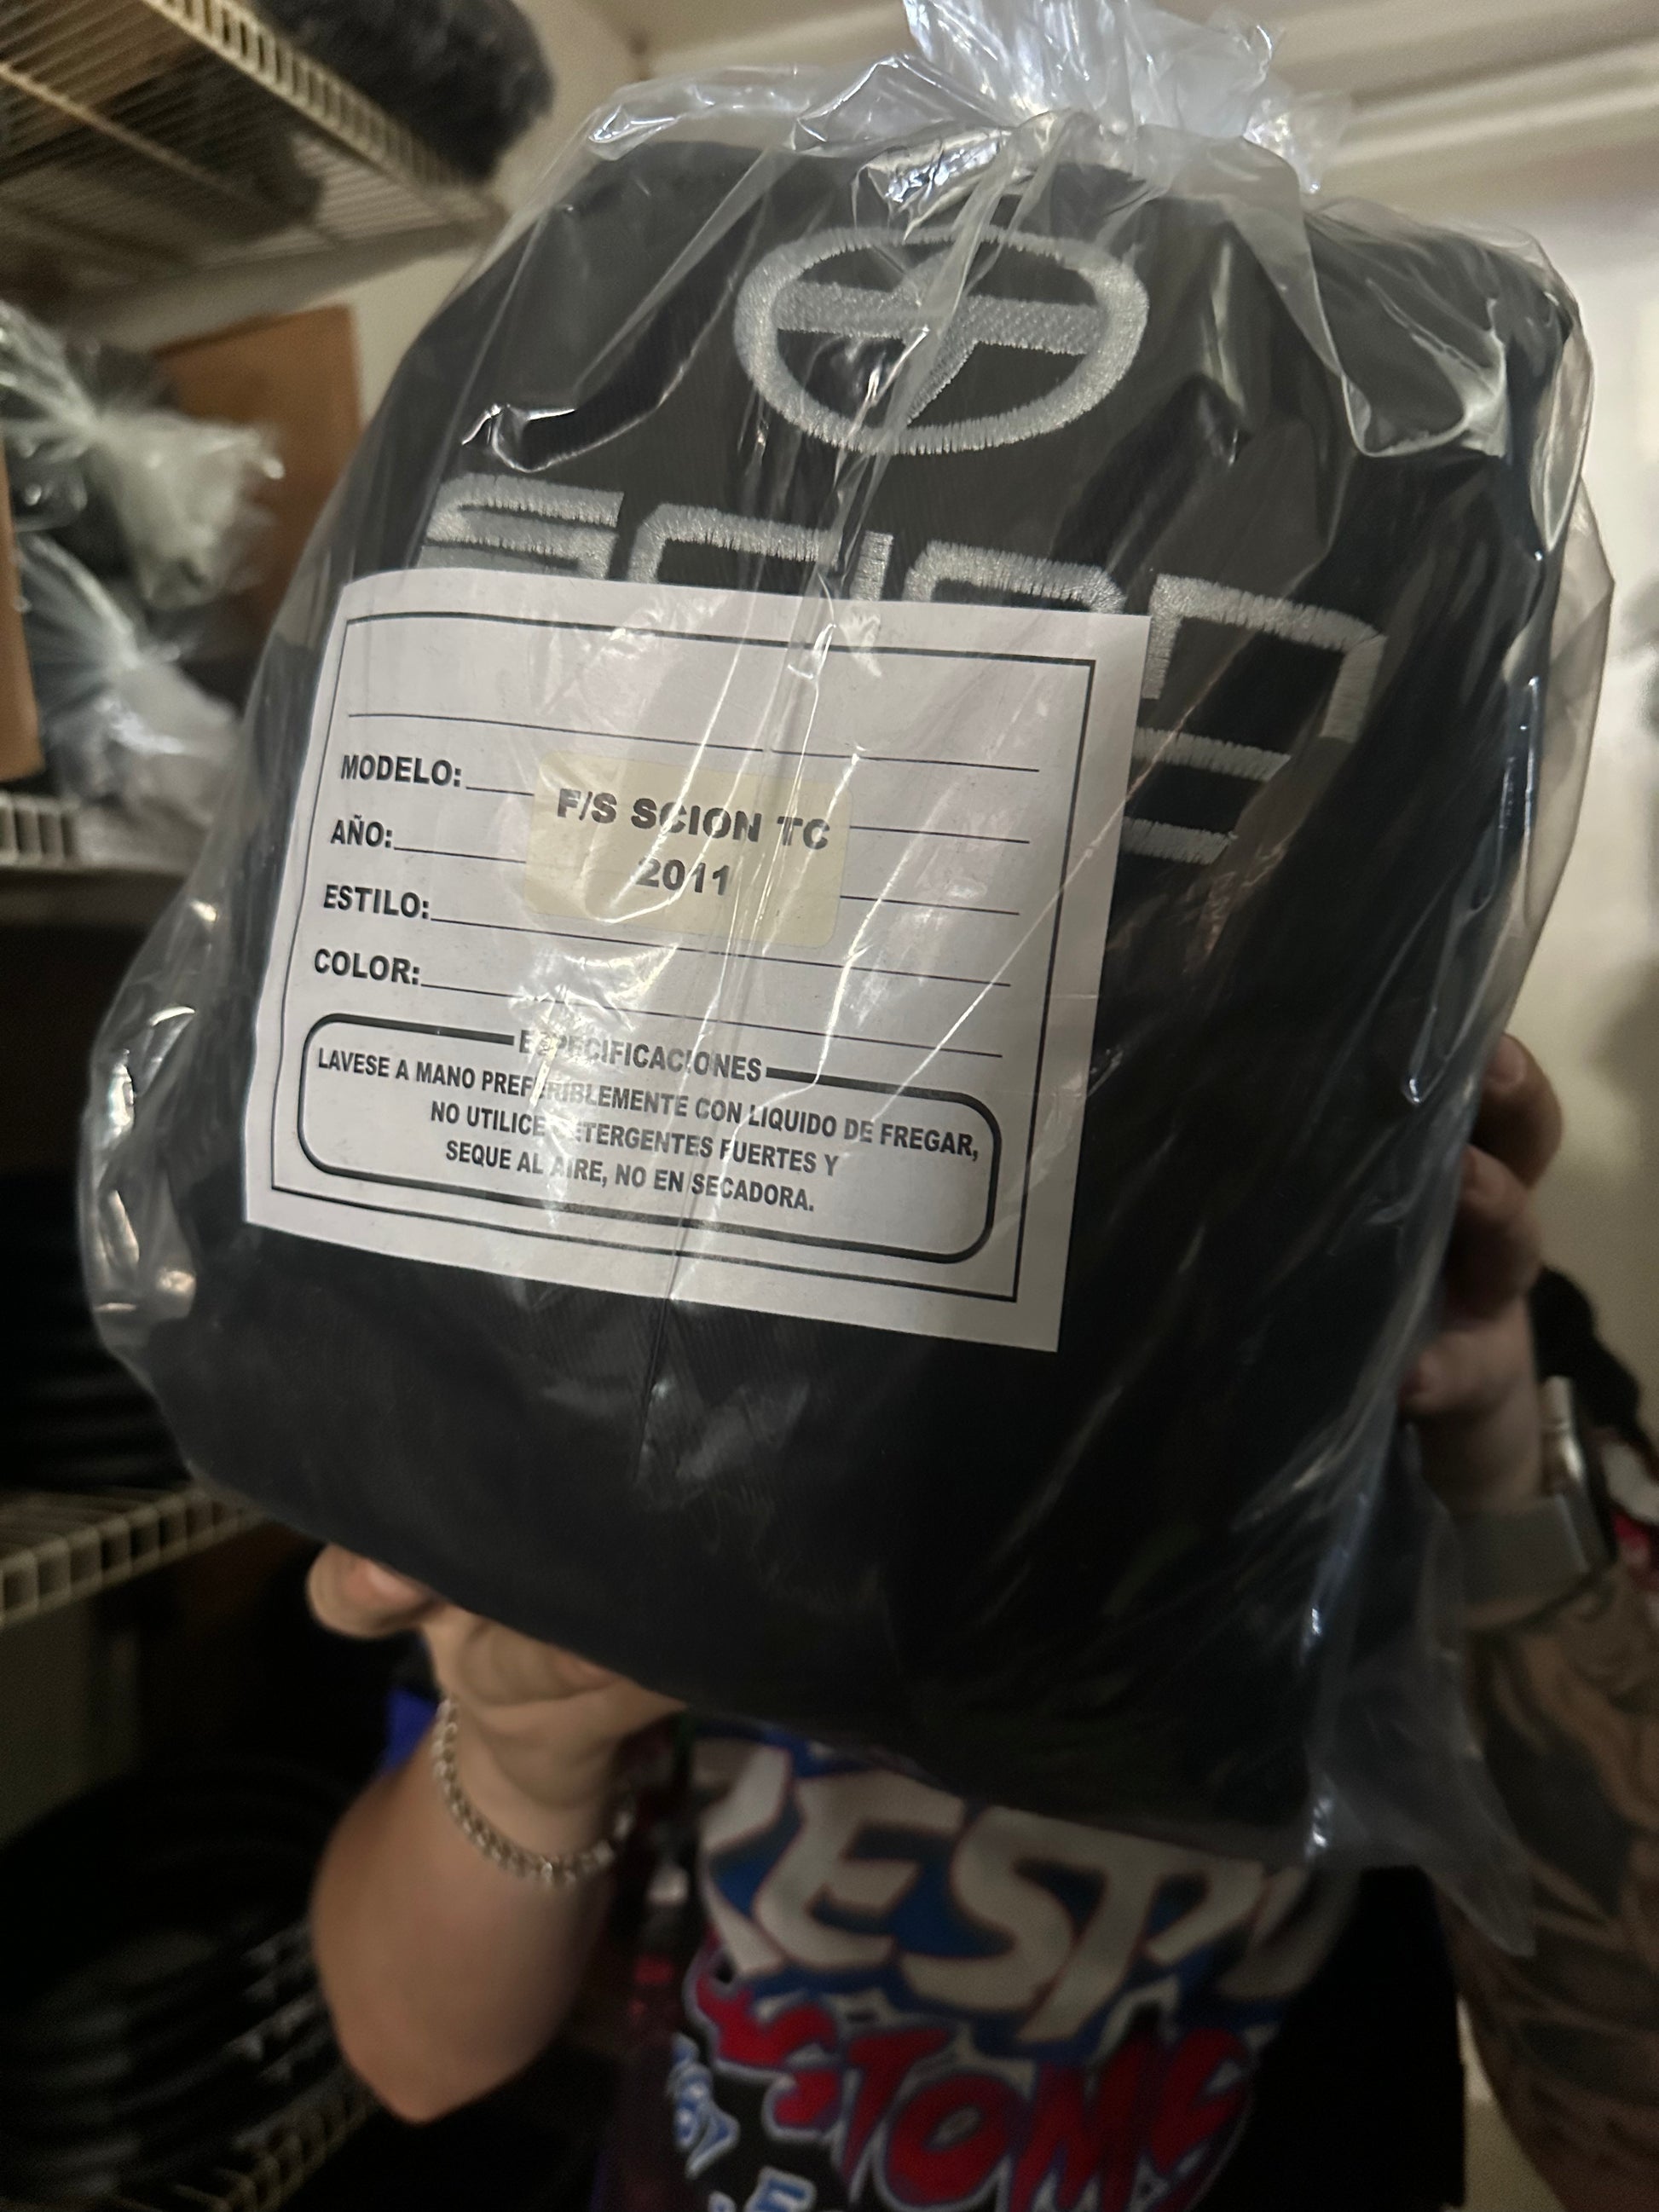 SCION
MODELO:
F/S SCION TC
AÑO:
2011
ESTILO:
COLOR:
ESPECIFICACIONES
LAVESE A MANO PREFERIBLEMENTE CON LIQUIDO DE FREGAR,
NO UTILICE DETERGENTES FUERTES Y
SEQUE AL AIRE, NO EN SECADORA.